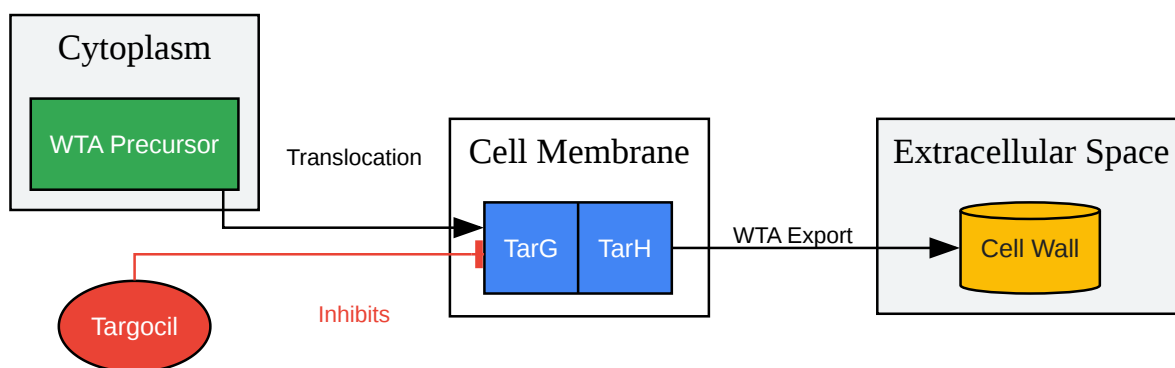 Cytoplasm
WTA Precursor
Translocation
Cell Membrane
Extracellular Space
TarG
TarH
WTA Export
Cell Wall
Inhibits
Targocil